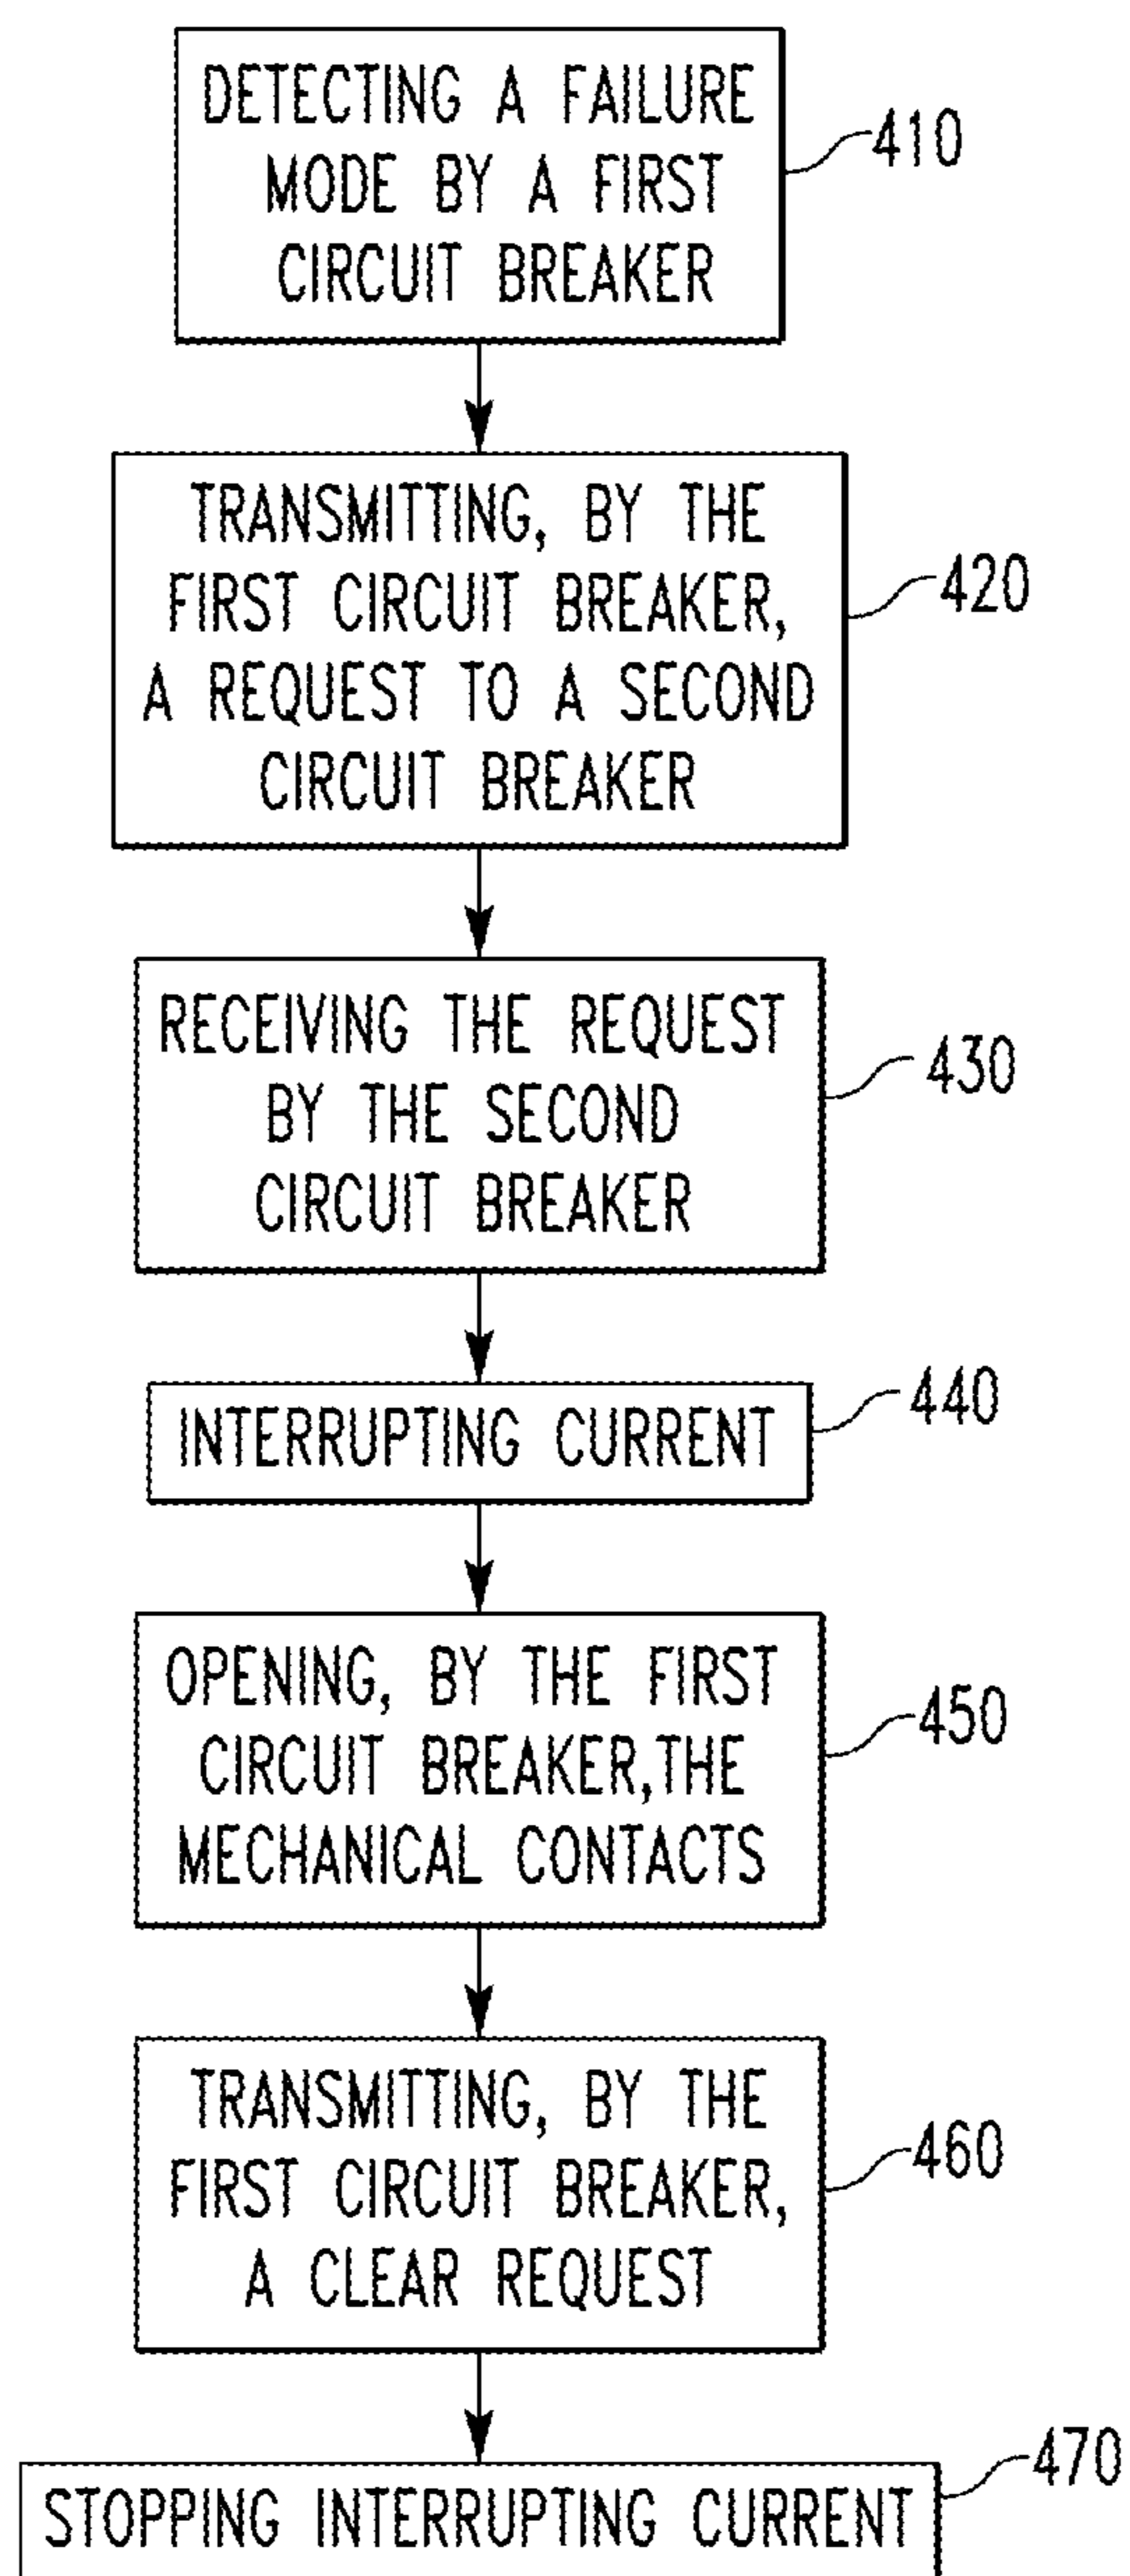 DETECTING A FAILURE
MODE BY A FIRST
CIRCUIT BREAKER
410
TRANSMITTING, BY THE
FIRST CIRCUIT BREAKER,
A REQUEST TO A SECOND
CIRCUIT BREAKER
420
RECEIVING THE REQUEST
BY THE SECOND
CIRCUIT BREAKER
430
INTERRUPTING CURRENT
440
OPENING, BY THE FIRST
CIRCUIT BREAKER,THE
MECHANICAL CONTACTS
450
TRANSMITTING, BY THE
FIRST CIRCUIT BREAKER,
A CLEAR REQUEST
460
STOPPING INTERRUPTING CURRENT
470